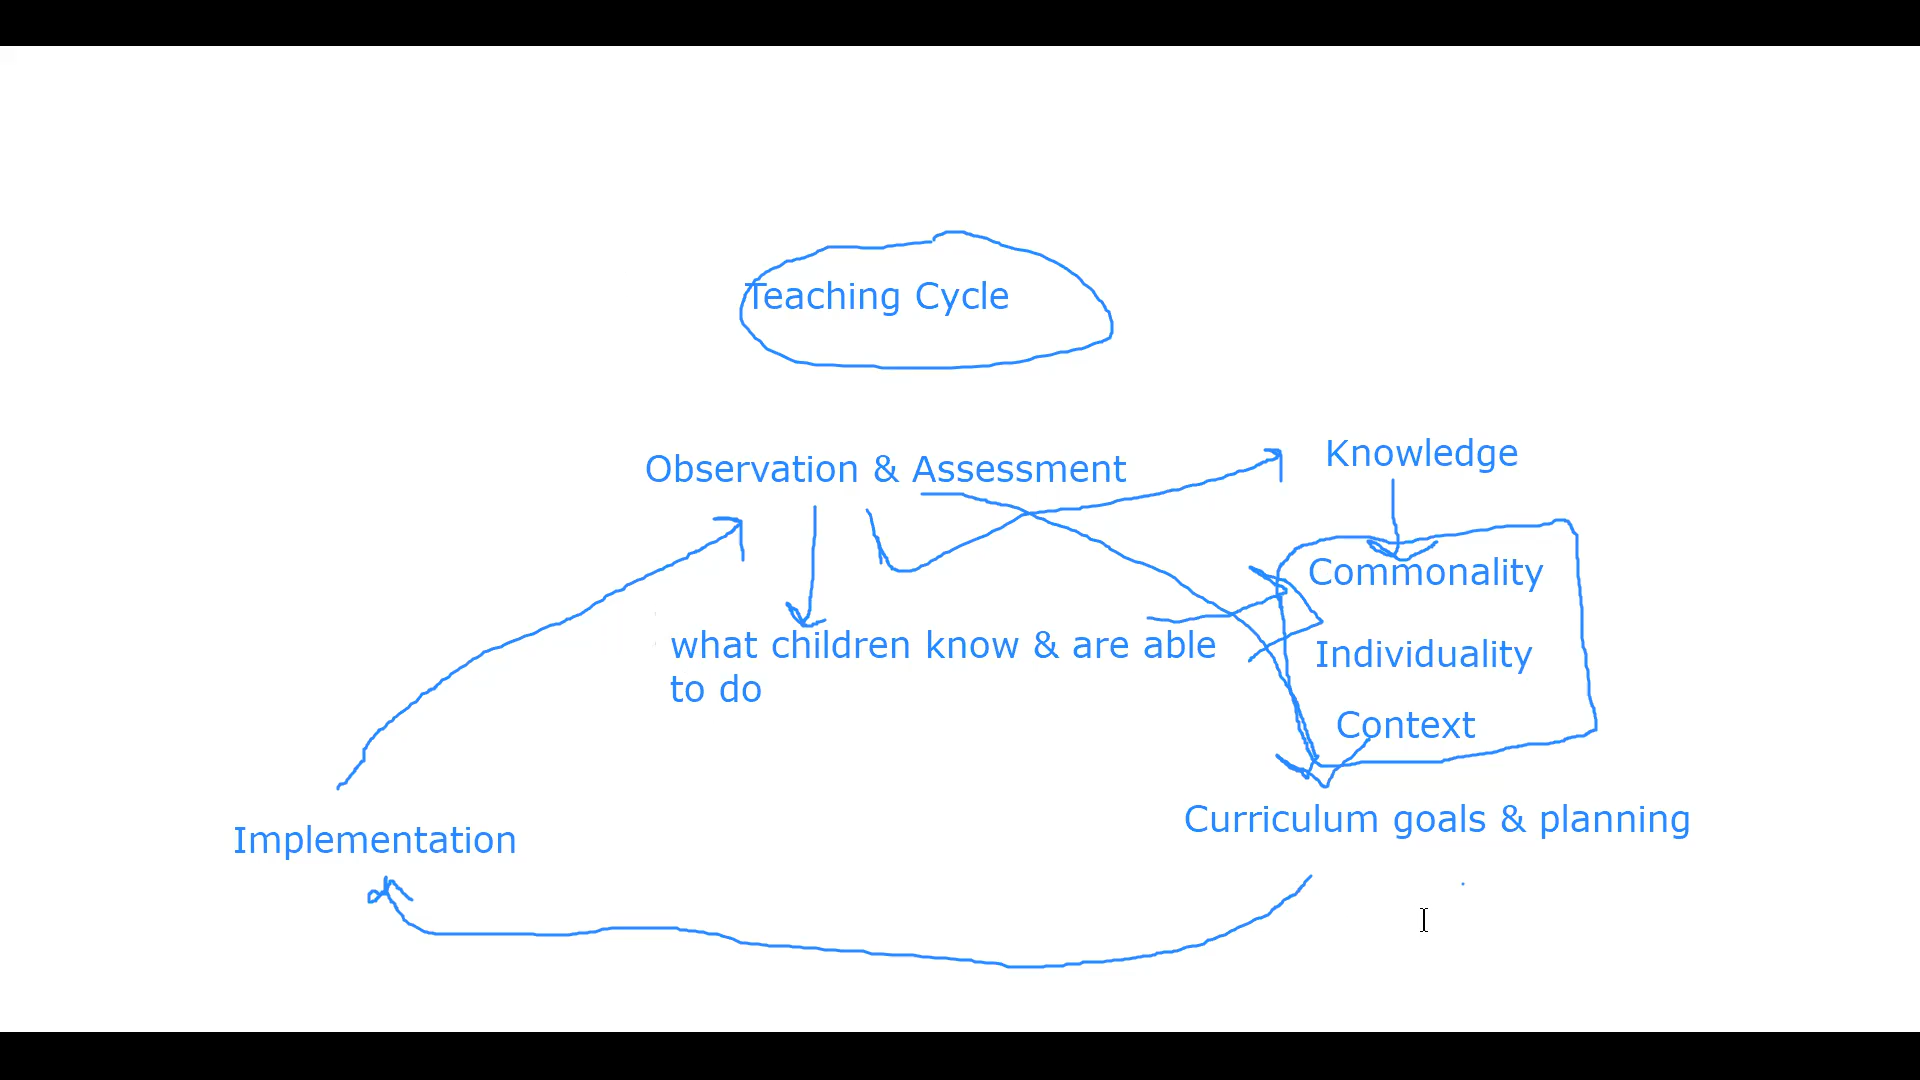 Teaching Cycle
Observation & Assessment
Knowledge
Commonality
what children know & are able
to do
Individuality
Context
Curriculum goals & planning
Implementation